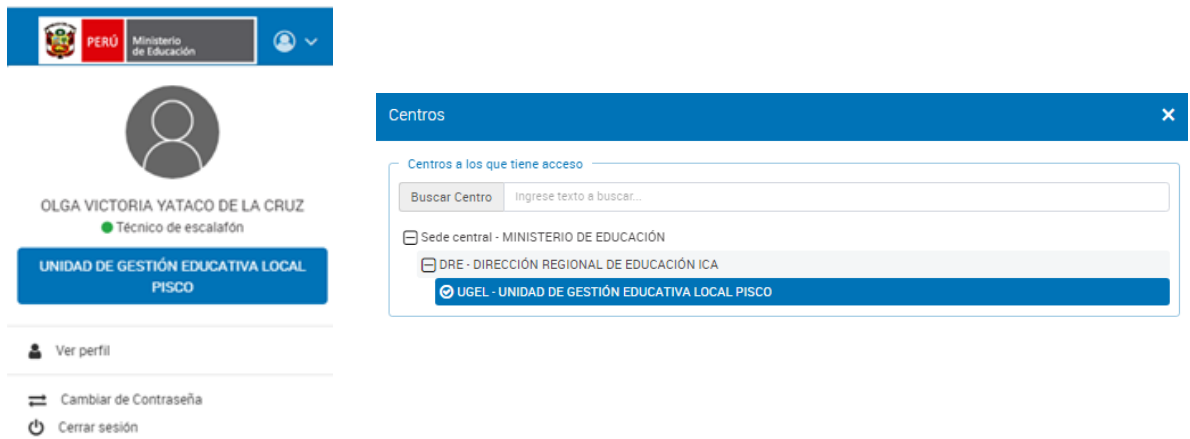 PERÚ
Ministerio
de Educación
OLGA VICTORIA YATACO DE LA CRUZ
Técnico de escalafón
UNIDAD DE GESTIÓN EDUCATIVA LOCAL
PISCO
Ver perfil
Cambiar de Contraseña
Cerrar sesión
Centros
Centros a los que tiene acceso
Buscar Centro Ingrese texto a buscar...
Sede central - MINISTERIO DE EDUCACIÓN
DRE - DIRECCIÓN REGIONAL DE EDUCACIÓN ICA
UGEL - UNIDAD DE GESTIÓN EDUCATIVA LOCAL PISCO